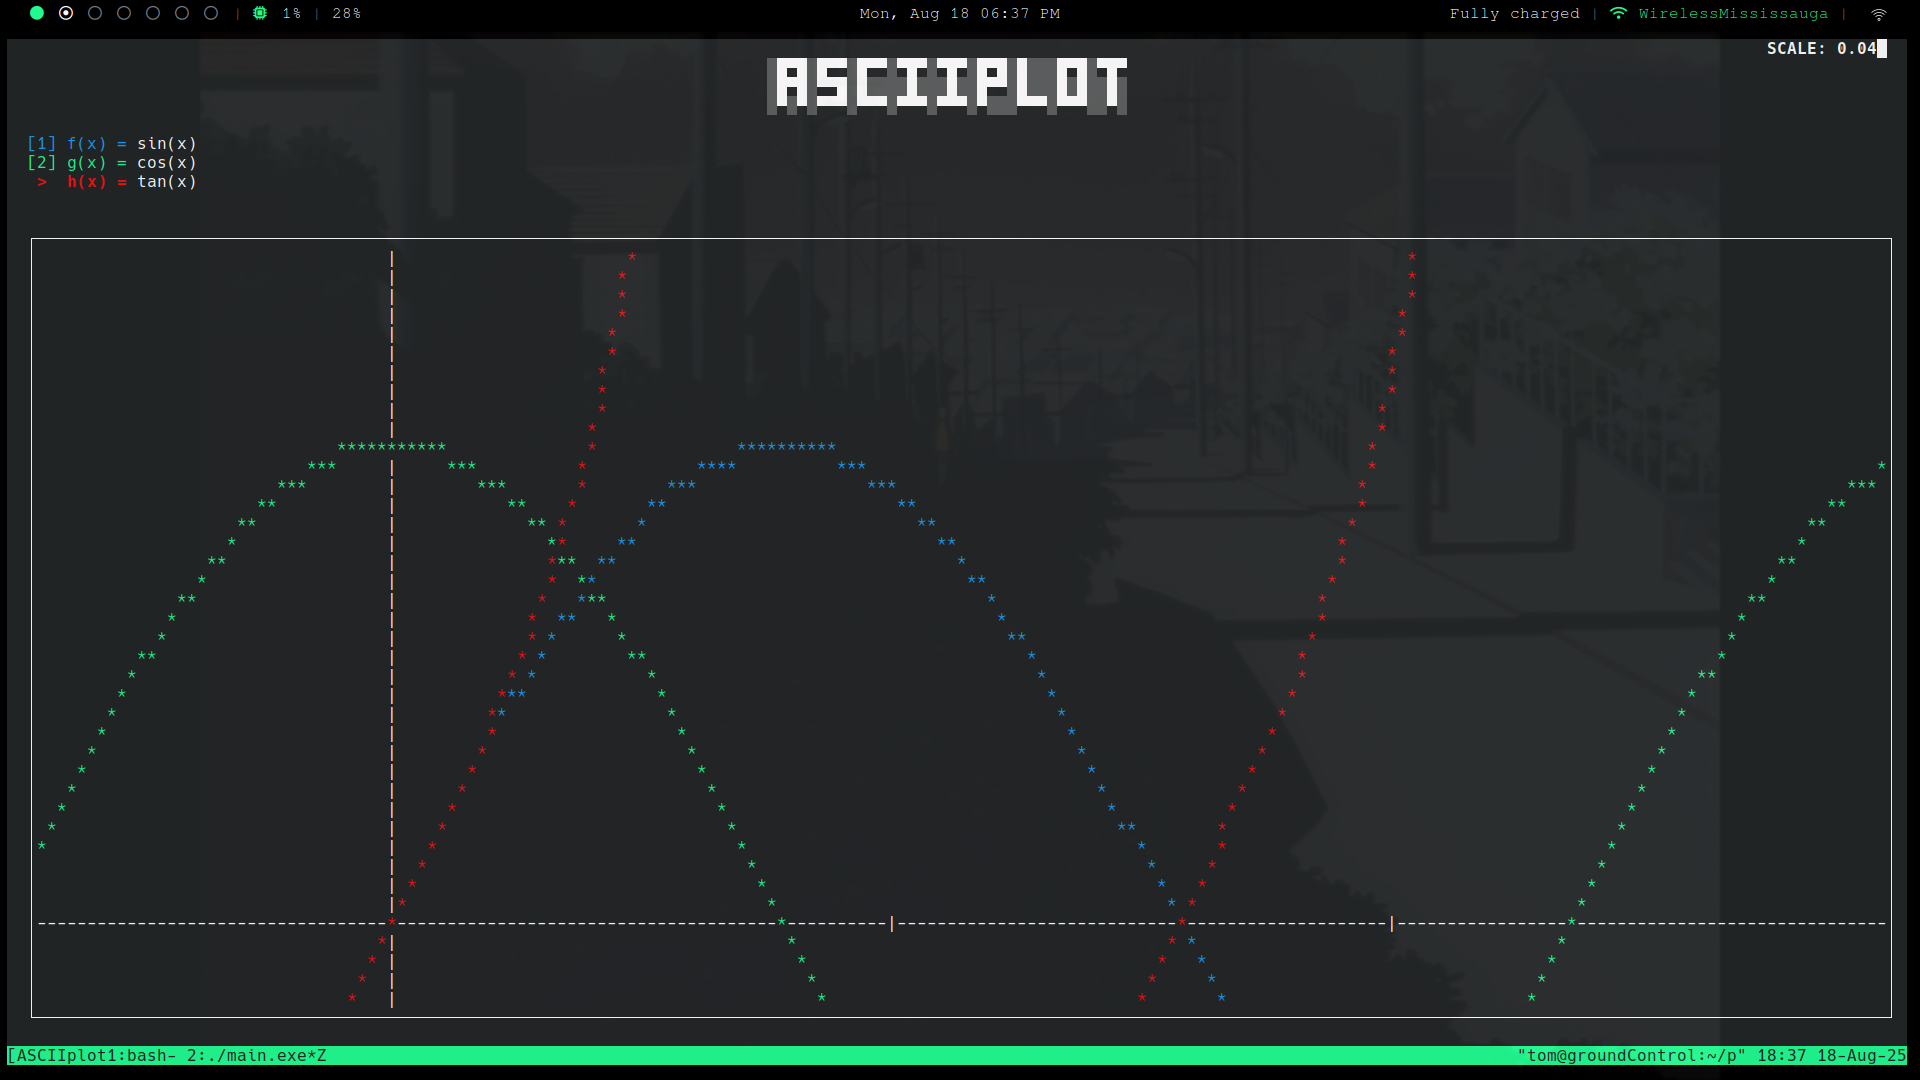 1% | 28%
Mon, Aug 18 06:37 PM
Fully charged | WirelessMississauga |
SCALE: 0.04
ASCIIPLOT
[1] f(x) = sin(x)
[2] g(x) = cos(x)
> h(x) = tan(x)
[ASCIIplot1:bash- 2:./main.exe*Z
"tom@groundControl:~/p" 18:37 18-Aug-25